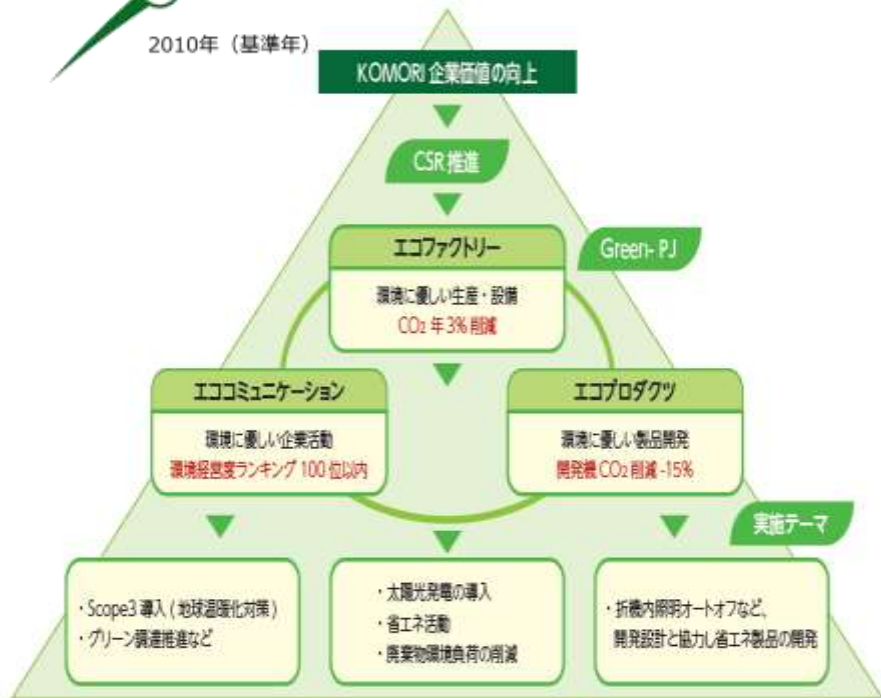 2010年（基準年）
KOMORI 企業価値の向上
CSR 推進
エコファクトリー
Green- PJ
環境に優しい生産・設備
CO₂ 年3% 削減
エココミュニケーション
エコプロダクツ
環境に優しい企業活動
環境経営度ランキング 100 位以内
環境に優しい製品開発
開発機 CO₂ 削減 -15%
実施テーマ
・Scope3 導入 ( 地球温暖化対策 )
・グリーン調達推進など
・太陽光発電の導入
・省エネ活動
・廃棄物環境負荷の削減
・折機内照明オートオフなど、
開発設計と協力し省エネ製品の開発